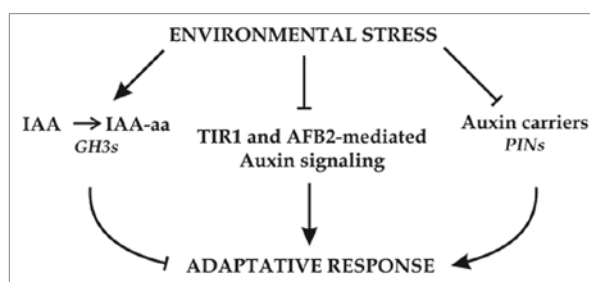 ENVIRONMENTAL STRESS
IAA → IAA-aa
GH3s
TIR1 and AFB2-mediated
Auxin signaling
Auxin carriers
PINs
ADAPTATIVE RESPONSE